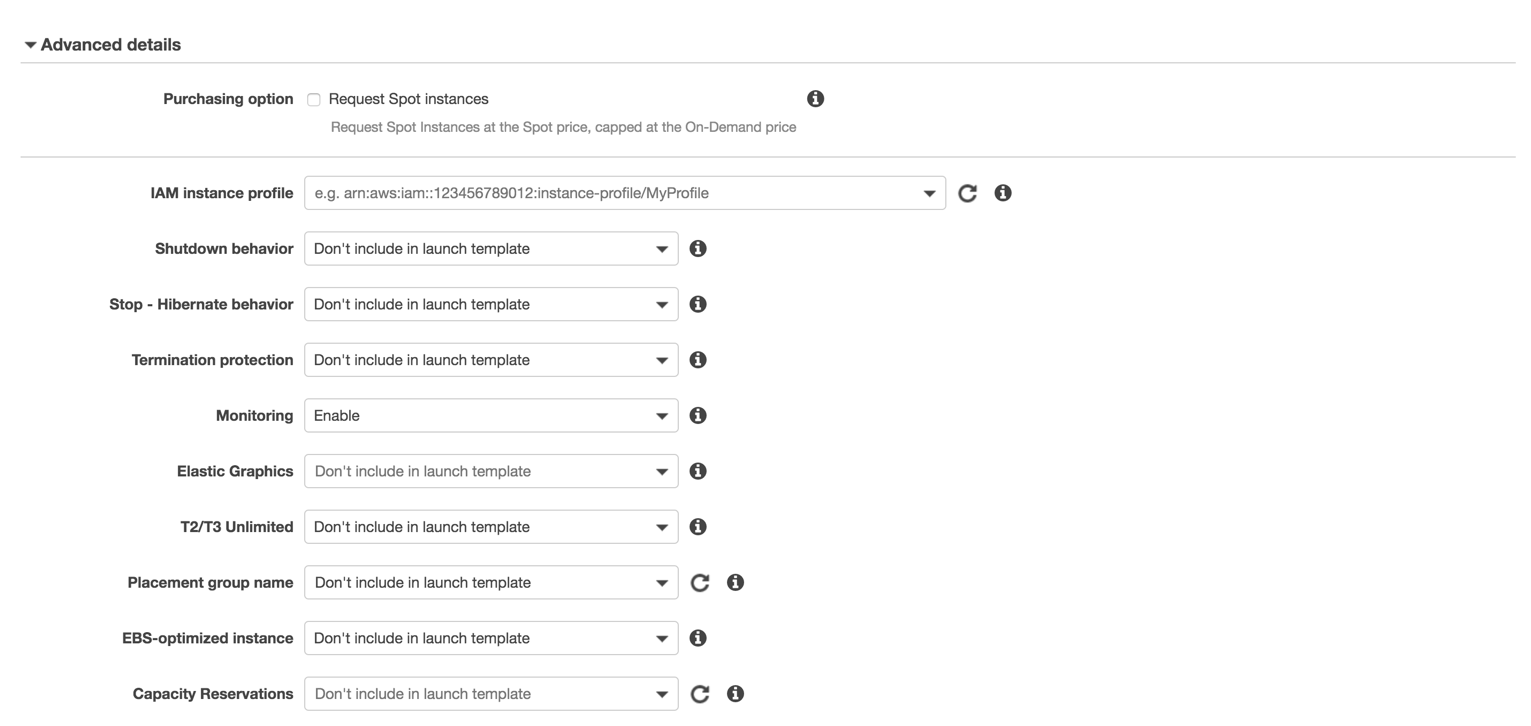 Advanced details
Purchasing option Request Spot instances
Request Spot Instances at the Spot price, capped at the On-Demand price
IAM instance profile e.g. arn:aws:iam::123456789012:instance-profile/MyProfile
Shutdown behavior Don't include in launch template
Stop - Hibernate behavior Don't include in launch template
Termination protection Don't include in launch template
Monitoring Enable
Elastic Graphics Don't include in launch template
T2/T3 Unlimited Don't include in launch template
Placement group name Don't include in launch template
EBS-optimized instance Don't include in launch template
Capacity Reservations Don't include in launch template